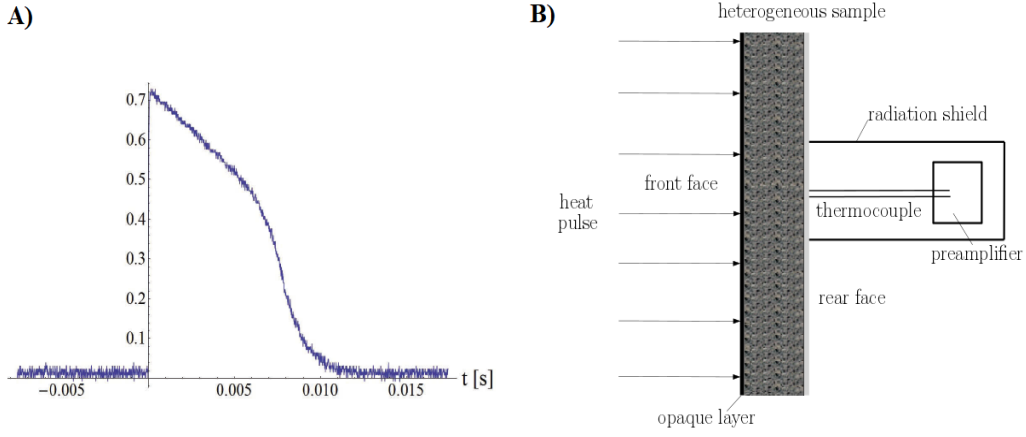 A)
0.7
0.6
0.5
0.4
0.3
0.2
0.1
−0.005
0.005
0.010
0.015
t [s]
B)
heterogeneous sample
radiation shield
front face
heat
pulse
thermocouple
preamplifier
rear face
opaque layer